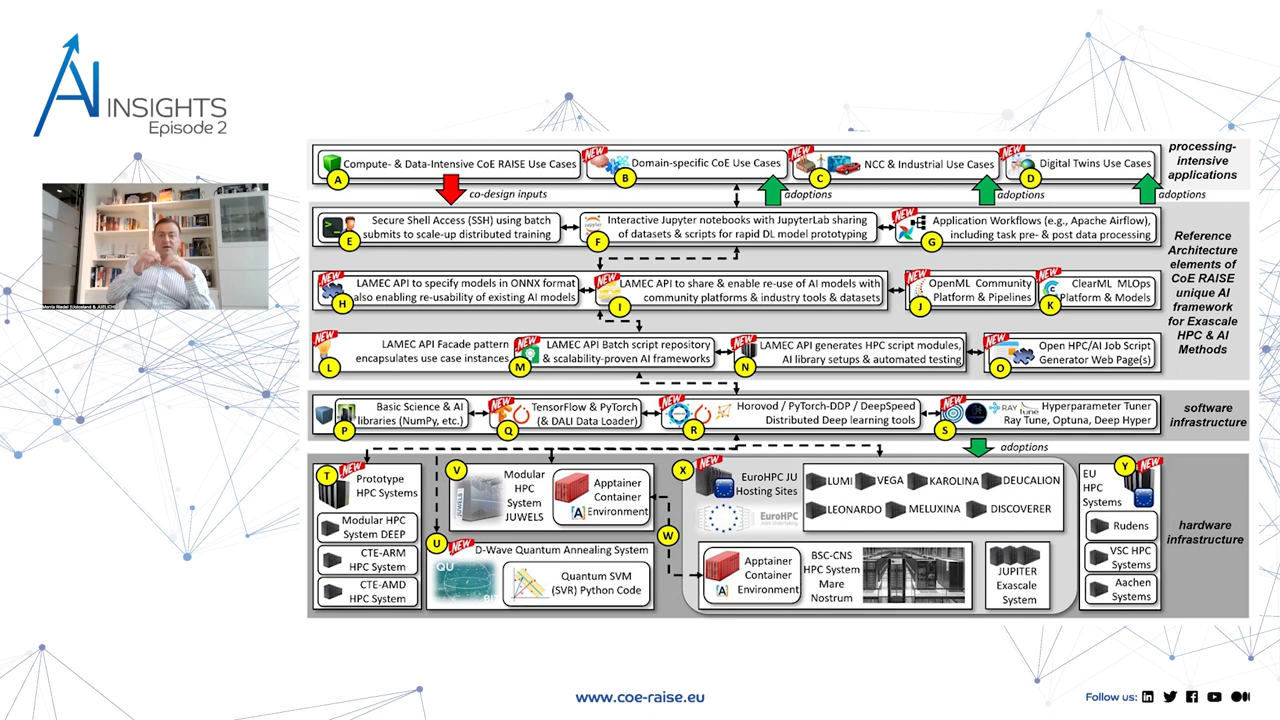 AI INSIGHTS
Episode 2
processing-
intensive
applications
Compute- & Data-Intensive CoE RAISE Use Cases
A
NEW
Domain-specific CoE Use Cases
B
NEW
NCC & Industrial Use Cases
C
NEW
Digital Twins Use Cases
D
co-design inputs
adoptions
adoptions
adoptions
Reference
Architecture
elements of
CoE RAISE
unique AI
framework
for Exascale
HPC & AI
Methods
Secure Shell Access (SSH) using batch
submits to scale-up distributed training
E
Interactive Jupyter notebooks with JupyterLab sharing
of datasets & scripts for rapid DL model prototyping
F
NEW
Application Workflows (e.g., Apache Airflow),
including task pre- & post data processing
G
NEW
LAMEC API to specify models in ONNX format
also enabling re-usability of existing AI models
H
NEW
LAMEC API to share & enable re-use of AI models with
community platforms & industry tools & datasets
I
NEW
OpenML Community
Platform & Pipelines
J
NEW
ClearML MLOps
Platform & Models
K
NEW
LAMEC API Facade pattern
encapsulates use case instances
L
NEW
LAMEC API Batch script repository
& scalability-proven AI frameworks
M
NEW
LAMEC API generates HPC script modules,
AI library setups & automated testing
N
NEW
Open HPC/AI Job Script
Generator Web Page(s)
O
software
infrastructure
Basic Science & AI
libraries (NumPy, etc.)
P
NEW
TensorFlow & PyTorch
(& DALI Data Loader)
Q
NEW
Horovod / PyTorch-DDP / DeepSpeed
Distributed Deep learning tools
R
NEW
RAY
tune
Hyperparameter Tuner
Ray Tune, Optuna, Deep Hyper
S
adoptions
hardware
infrastructure
T
NEW
Prototype
HPC Systems
Modular HPC
System DEEP
CTE-ARM
HPC System
CTE-AMD
HPC System
V
JUWELS
Modular
HPC
System
JUWELS
Apptainer
Container
Environment
[A]
U
NEW
D-Wave Quantum Annealing System
QU
Quantum SVM
(SVR) Python Code
W
X
NEW
EuroHPC JU
Hosting Sites
EuroHPC
Joint Undertaking
LUMI
VEGA
KAROLINA
DEUCALION
LEONARDO
MELUXINA
DISCOVERER
Apptainer
Container
Environment
[A]
BSC-CNS
HPC System
Mare
Nostrum
JUPITER
Exascale
System
EU
HPC
Systems
Y
NEW
Rudens
VSC HPC
Systems
Aachen
Systems
www.coe-raise.eu
Follow us: